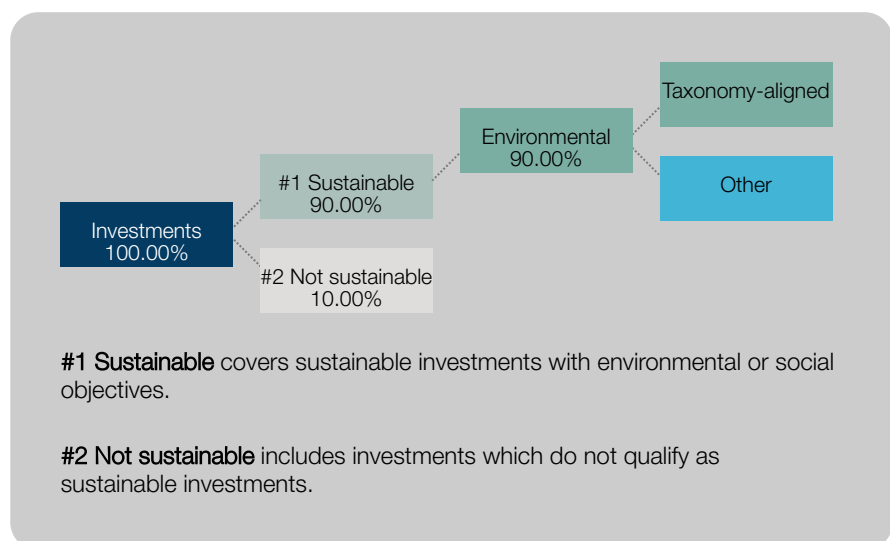 Taxonomy-aligned
Environmental
90.00%
#1 Sustainable
90.00%
Other
Investments
100.00%
#2 Not sustainable
10.00%
#1 Sustainable covers sustainable investments with environmental or social
objectives.
#2 Not sustainable includes investments which do not qualify as
sustainable investments.